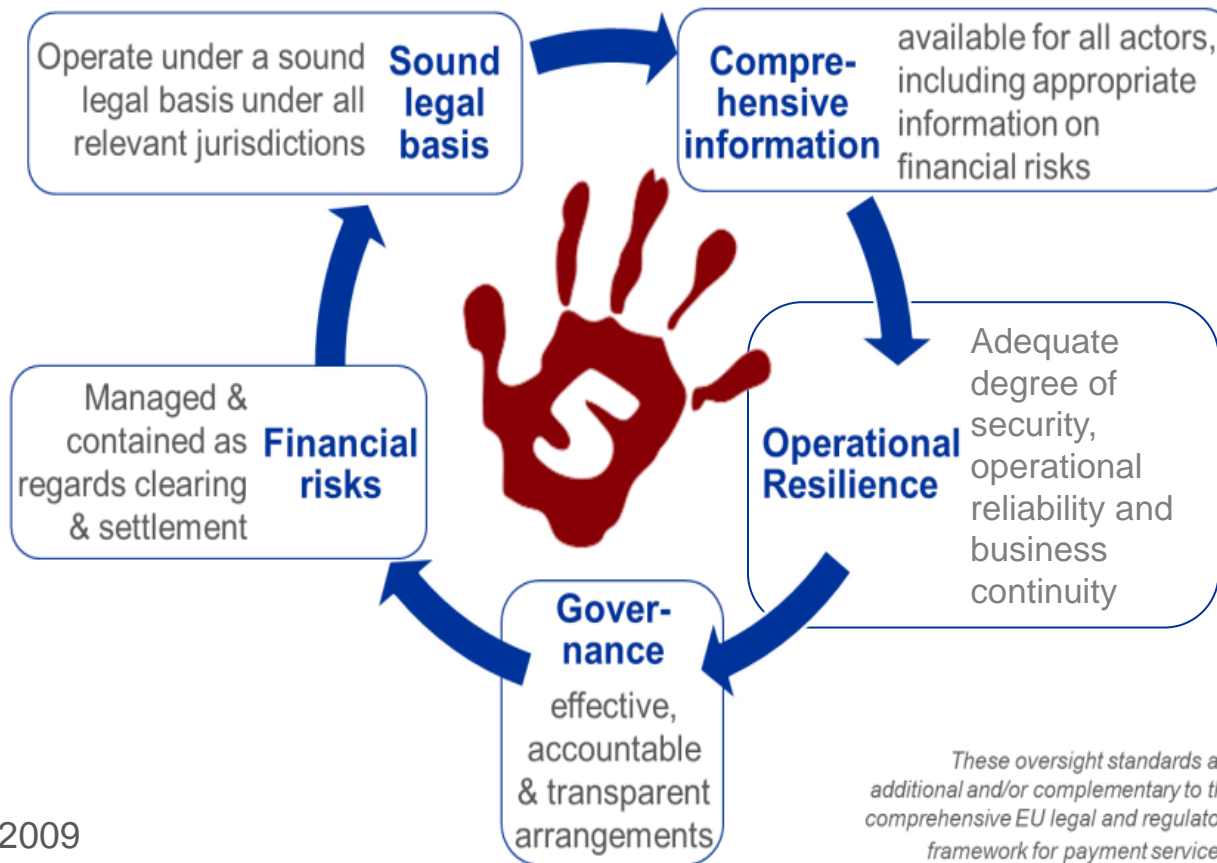 Operate under a sound
legal basis under all
relevant jurisdictions
Sound
legal
basis
Compre-
hensive
information
available for all actors,
including appropriate
information on
financial risks
Operational
Resilience
Adequate
degree of
security,
operational
reliability and
business
continuity
Gover-
nance
effective,
accountable
& transparent
arrangements
Managed &
contained as
regards clearing
& settlement
Financial
risks
5
2009
These oversight standards
additional and/or complementary to
comprehensive EU legal and
framework for payment